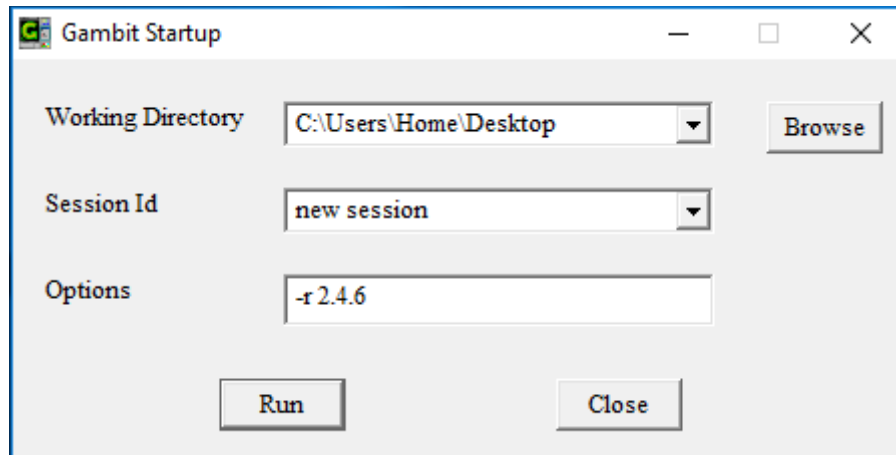 Gambit Startup
Working Directory C:\Users\Home\Desktop Browse
Session Id new session
Options -r 2.4.6
Run Close